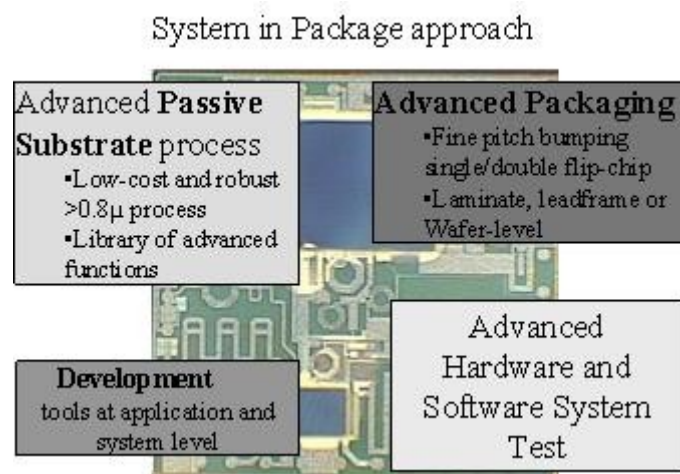 System in Package approach
Advanced Passive
Substrate process
▪Low-cost and robust
>0.8μ process
▪Library of advanced
functions
Advanced Packaging
▪Fine pitch bumping
single/double flip-chip
▪Laminate, leadframe or
Wafer-level
Development
tools at application and
system level
Advanced
Hardware and
Software System
Test